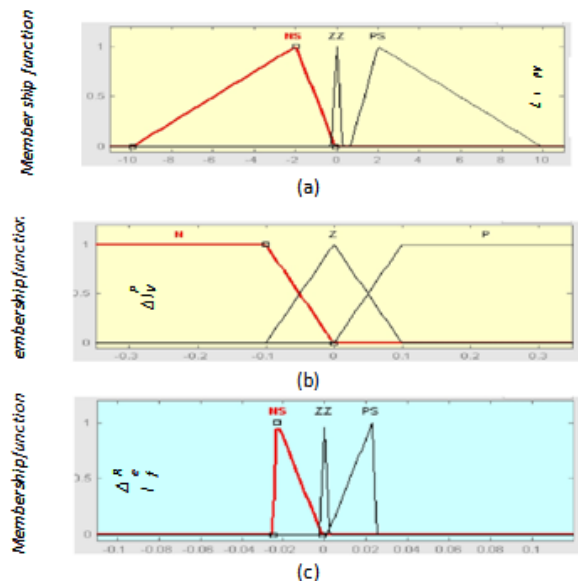 Member ship function
NS ZZ PS
1
0.5
0
-10 -8 -6 -4 -2 0 2 4 6 8 10
(a)
embershipfunction
N Z P
1
0.5
0
-0.3 -0.2 -0.1 0 0.1 0.2 0.3
(b)
Membershipfunction
NS ZZ PS
1
0.5
0
-0.1 -0.08 -0.06 -0.04 -0.02 0 0.02 0.04 0.06 0.08 0.1
(c)